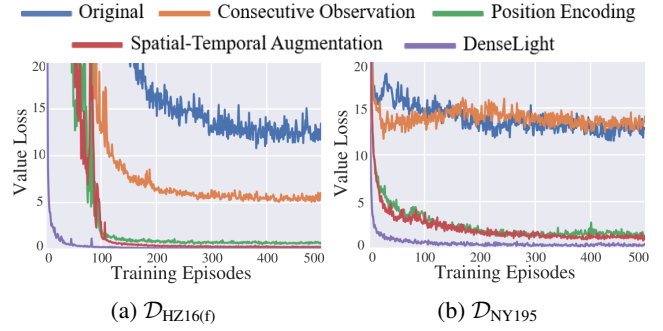 Original Consecutive Observation Position Encoding
Spatial-Temporal Augmentation DenseLight
20
15
10
5
0
Value Loss
0 100 200 300 400 500
Training Episodes
20
15
10
5
0
Value Loss
0 100 200 300 400 500
Training Episodes
(a) 𝒟HZ16(f) (b) 𝒟NY195